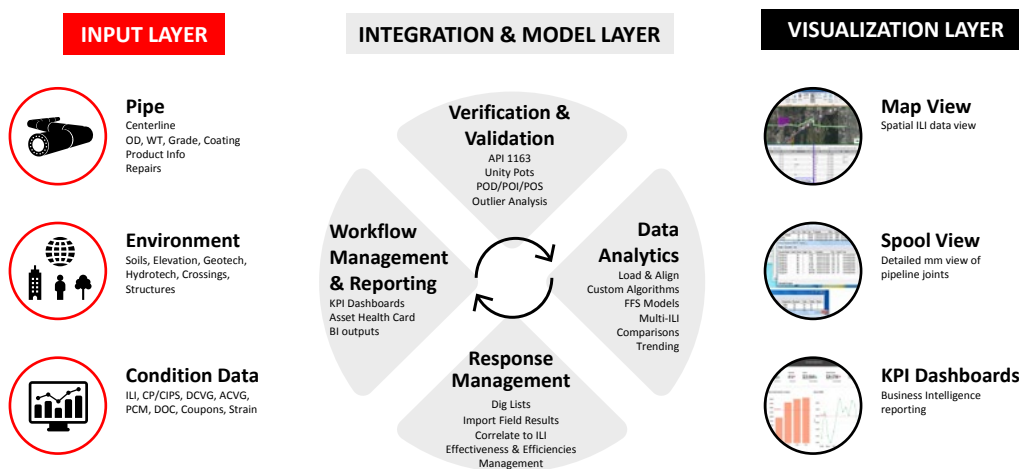 INPUT LAYER
Pipe
Centerline
OD, WT, Grade, Coating
Product Info
Repairs
Environment
Soils, Elevation, Geotech,
Hydrotech, Crossings,
Structures
Condition Data
ILI, CP/CIPS, DCVG, ACVG,
PCM, DOC, Coupons, Strain
INTEGRATION & MODEL LAYER
Verification &
Validation
API 1163
Unity Pots
POD/POI/POS
Outlier Analysis
Workflow
Management
& Reporting
KPI Dashboards
Asset Health Card
BI outputs
Data
Analytics
Load & Align
Custom Algorithms
FFS Models
Multi-ILI
Comparisons
Trending
Response
Management
Dig Lists
Import Field Results
Correlate to ILI
Effectiveness & Efficiencies
Management
VISUALIZATION LAYER
Map View
Spatial ILI data view
Spool View
Detailed mm view of
pipeline joints
KPI Dashboards
Business Intelligence
reporting